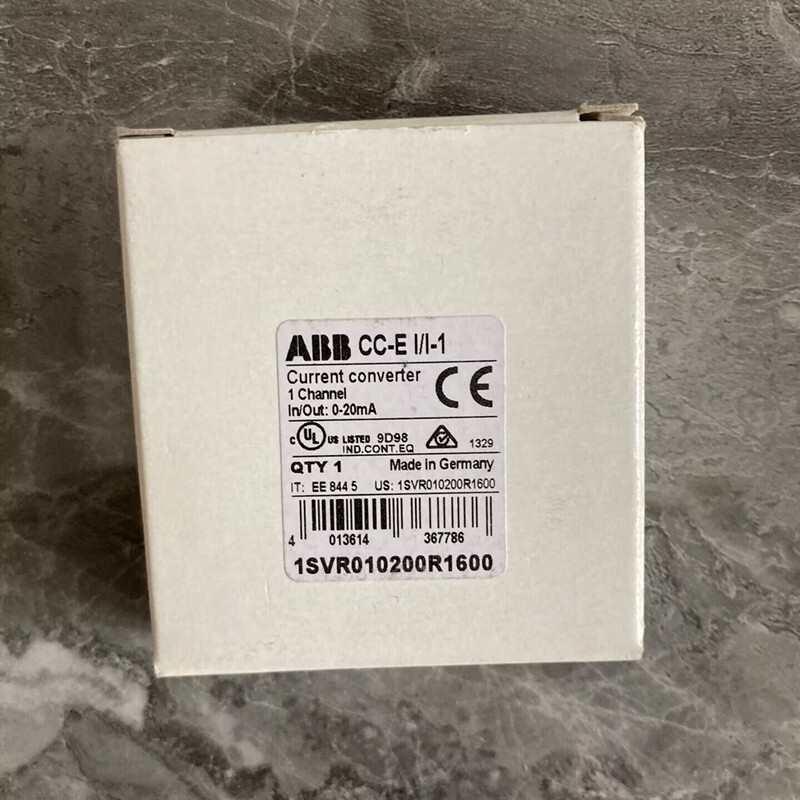 ABB CC-E I/I-1
Current converter
1 Channel
In/Out: 0-20mA
CE
C UL US LISTED 9D98
IND.CONT.EQ
1329
QTY 1 Made in Germany
IT: EE 844 5 US: 1SVR010200R1600
4 013614 367786
1SVR010200R1600